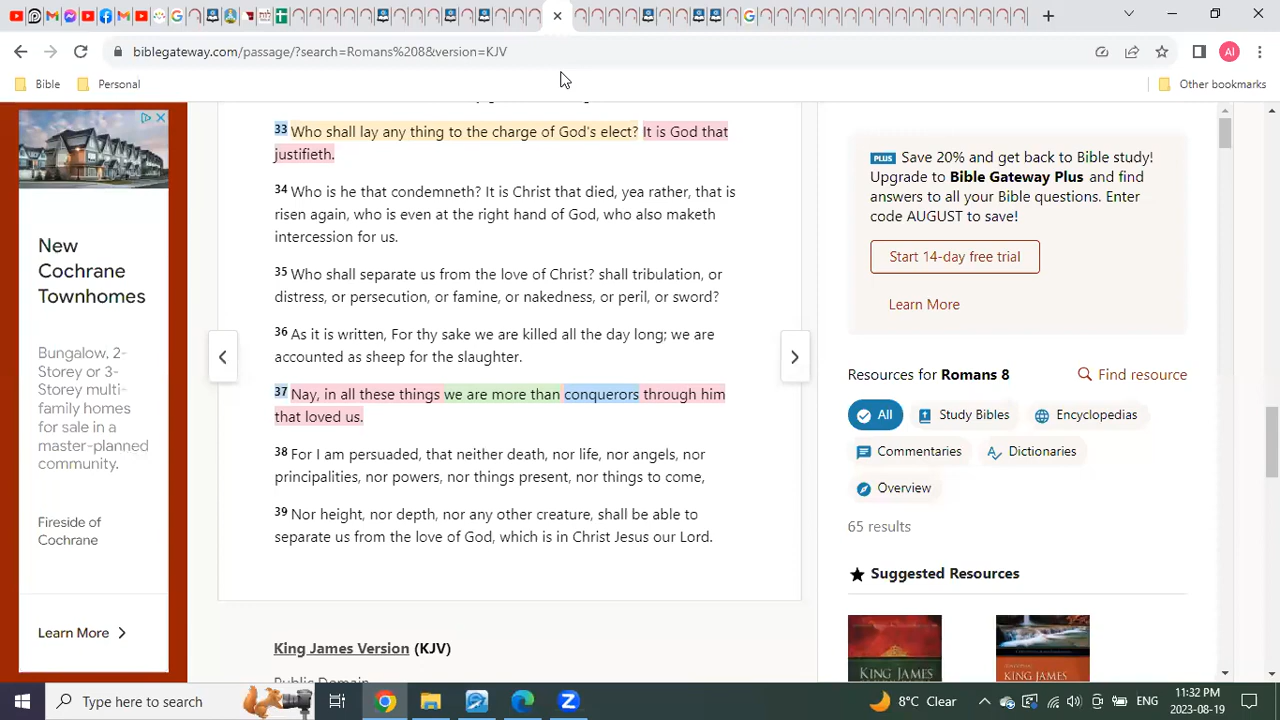 biblegateway.com/passage/?search=Romans%208&version=KJV
AI
Bible
Personal
Other bookmarks
33 Who shall lay any thing to the charge of God's elect? It is God that
justifieth.
34 Who is he that condemneth? It is Christ that died, yea rather, that is
risen again, who is even at the right hand of God, who also maketh
intercession for us.
35 Who shall separate us from the love of Christ? shall tribulation, or
distress, or persecution, or famine, or nakedness, or peril, or sword?
36 As it is written, For thy sake we are killed all the day long; we are
accounted as sheep for the slaughter.
37 Nay, in all these things we are more than conquerors through him
that loved us.
38 For I am persuaded, that neither death, nor life, nor angels, nor
principalities, nor powers, nor things present, nor things to come,
39 Nor height, nor depth, nor any other creature, shall be able to
separate us from the love of God, which is in Christ Jesus our Lord.
King James Version (KJV)
Public Domain
New
Cochrane
Townhomes
Bungalow, 2-
Storey or 3-
Storey multi-
family homes
for sale in a
master-planned
community.
Fireside of
Cochrane
Learn More
PLUS Save 20% and get back to Bible study!
Upgrade to Bible Gateway Plus and find
answers to all your Bible questions. Enter
code AUGUST to save!
Start 14-day free trial
Learn More
Resources for Romans 8
Find resource
All
Study Bibles
Encyclopedias
Commentaries
Dictionaries
Overview
65 results
Suggested Resources
KING JAMES
KING JAMES
Type here to search
8°C Clear
ENG
11:32 PM
2023-08-19